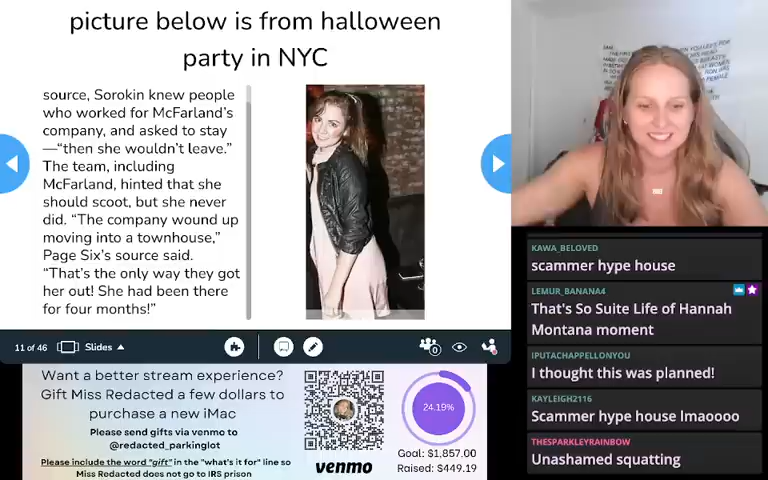 picture below is from halloween
party in NYC
source, Sorokin knew people
who worked for McFarland's
company, and asked to stay
—“then she wouldn't leave.”
The team, including
McFarland, hinted that she
should scoot, but she never
did. “The company wound up
moving into a townhouse,”
Page Six's source said.
“That's the only way they got
her out! She had been there
for four months!”
11 of 46
Slides
0
Want a better stream experience?
Gift Miss Redacted a few dollars to
purchase a new iMac
Please send gifts via venmo to
@redacted_parkinglot
Please include the word "gift" in the "what's it for" line so
Miss Redacted does not go to IRS prison
venmo
24.19%
Goal: $1,857.00
Raised: $449.19
KAWA_BELOVED
scammer hype house
LEMUR_BANANA4
That's So Suite Life of Hannah
Montana moment
IPUTACHAPPELLONYOU
I thought this was planned!
KAYLEIGH2116
Scammer hype house lmaoooo
THESPARKLEYRAINBOW
Unashamed squatting